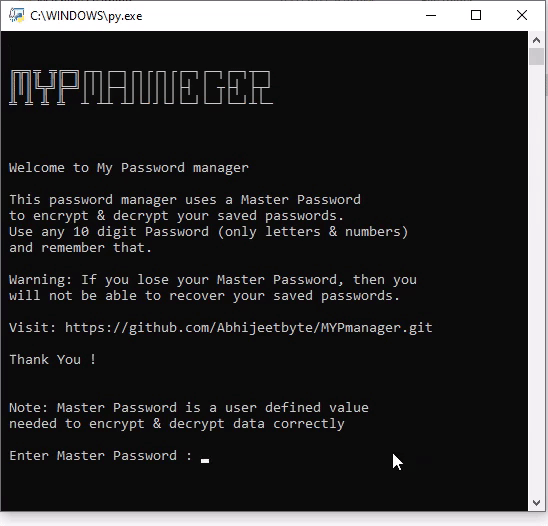 C:\WINDOWS\py.exe
MYPMANAGER
Welcome to My Password manager
This password manager uses a Master Password
to encrypt & decrypt your saved passwords.
Use any 10 digit Password (only letters & numbers)
and remember that.
Warning: If you lose your Master Password, then you
will not be able to recover your saved passwords.
Visit: https://github.com/Abhijeetbyte/MYPmanager.git
Thank You !
Note: Master Password is a user defined value
needed to encrypt & decrypt data correctly
Enter Master Password :